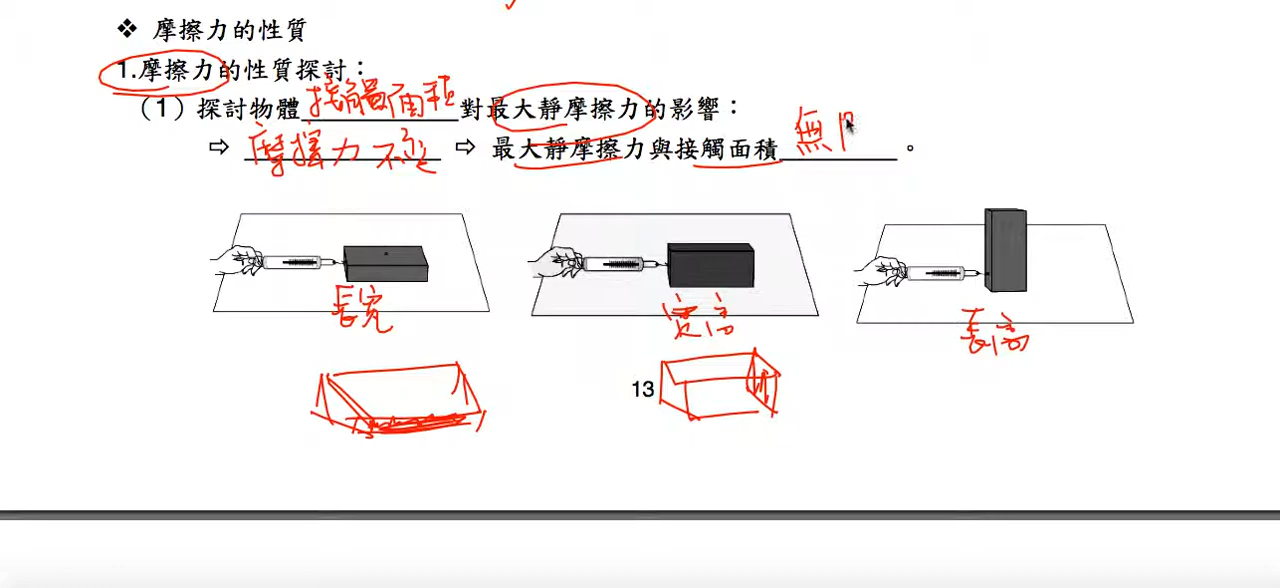 ❖ 摩擦力的性質
1.摩擦力的性質探討：
（1）探討物體接觸面積對最大靜摩擦力的影響：
⇨ 摩擦力不變 ⇨ 最大靜摩擦力與接觸面積無。
長寬
寬高
長高
13